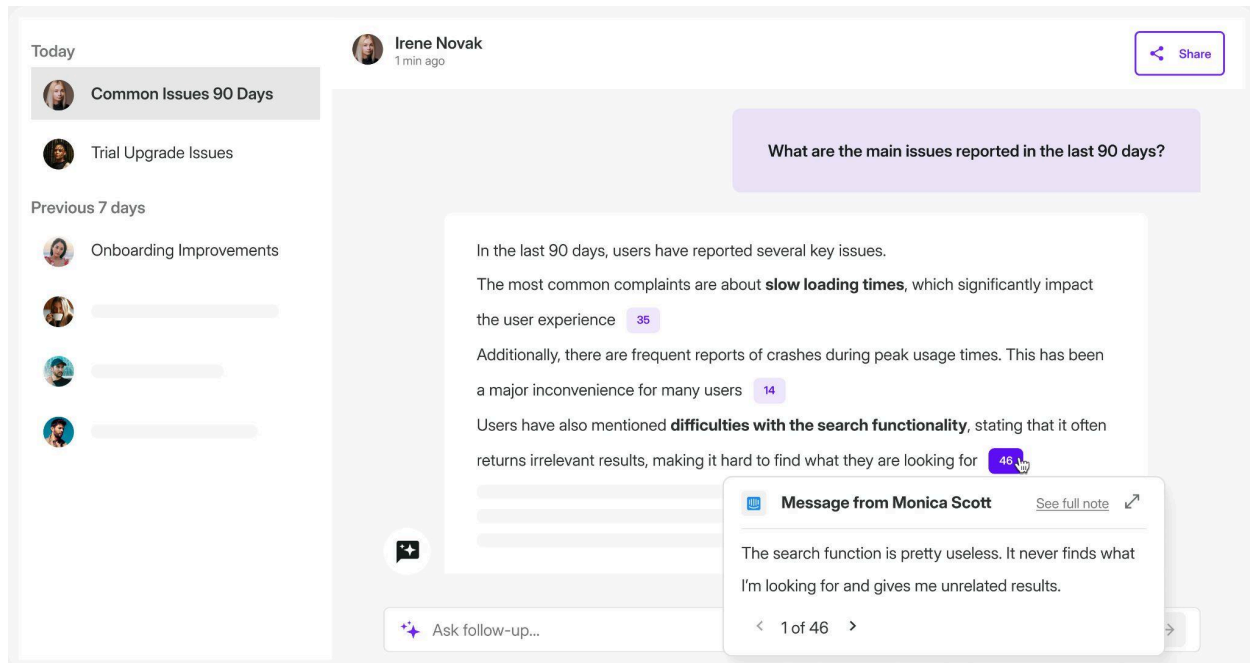 Today
Common Issues 90 Days
Trial Upgrade Issues
Previous 7 days
Onboarding Improvements
Irene Novak
1 min ago
Share
What are the main issues reported in the last 90 days?
In the last 90 days, users have reported several key issues.
The most common complaints are about slow loading times, which significantly impact
the user experience 35
Additionally, there are frequent reports of crashes during peak usage times. This has been
a major inconvenience for many users 14
Users have also mentioned difficulties with the search functionality, stating that it often
returns irrelevant results, making it hard to find what they are looking for 46
Message from Monica Scott See full note
The search function is pretty useless. It never finds what
I'm looking for and gives me unrelated results.
< 1 of 46 >
Ask follow-up...